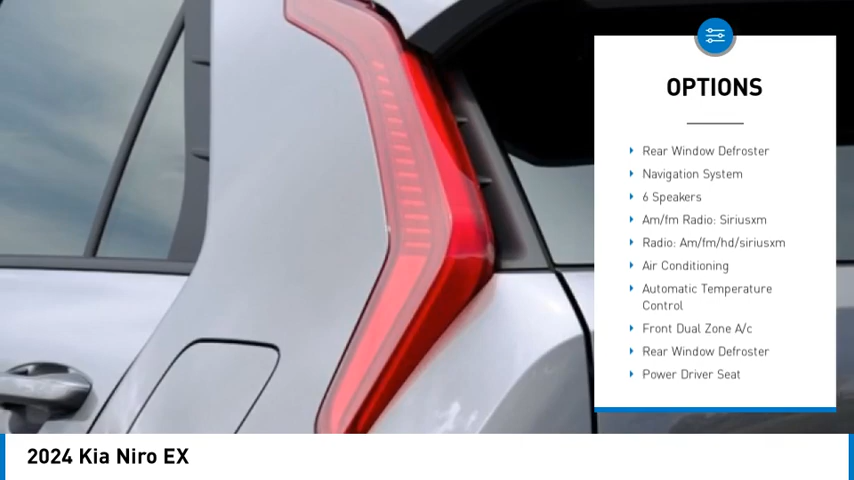 OPTIONS
Rear Window Defroster
Navigation System
6 Speakers
Am/fm Radio: Siriusxm
Radio: Am/fm/hd/siriusxm
Air Conditioning
Automatic Temperature
Control
Front Dual Zone A/c
Rear Window Defroster
Power Driver Seat
2024 Kia Niro EX